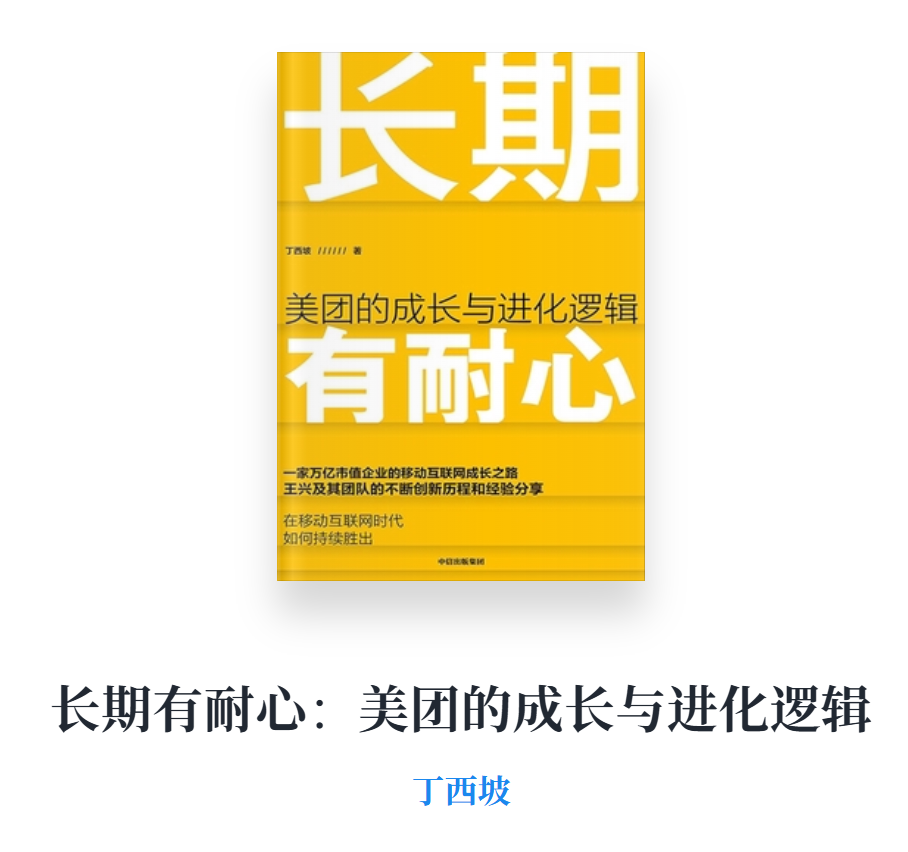 长期
丁西坡 ////// 著
美团的成长与进化逻辑
有耐心
一家万亿市值企业的移动互联网成长之路
王兴及其团队的不断创新历程和经验分享
在移动互联网时代
如何持续胜出
中信出版集团
长期有耐心：美团的成长与进化逻辑
丁西坡